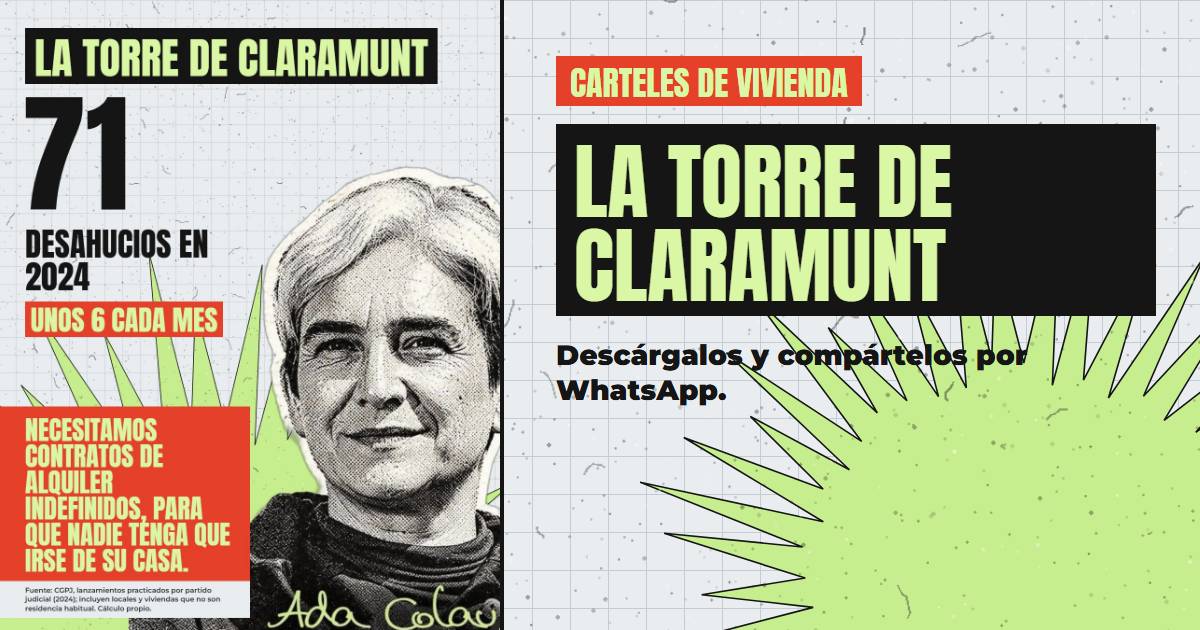 LA TORRE DE CLARAMUNT
71
DESAHUCIOS EN
2024
UNOS 6 CADA MES
NECESITAMOS
CONTRATOS DE
ALQUILER
INDEFINIDOS, PARA
QUE NADIE TENGA QUE
IRSE DE SU CASA.
Fuente: CGPJ, lanzamientos practicados por partido
judicial (2024); incluyen locales y viviendas que no son
residencia habitual. Cálculo propio.
Ada Colau
CARTELES DE VIVIENDA
LA TORRE DE
CLARAMUNT
Descárgalos y compártelos por
WhatsApp.